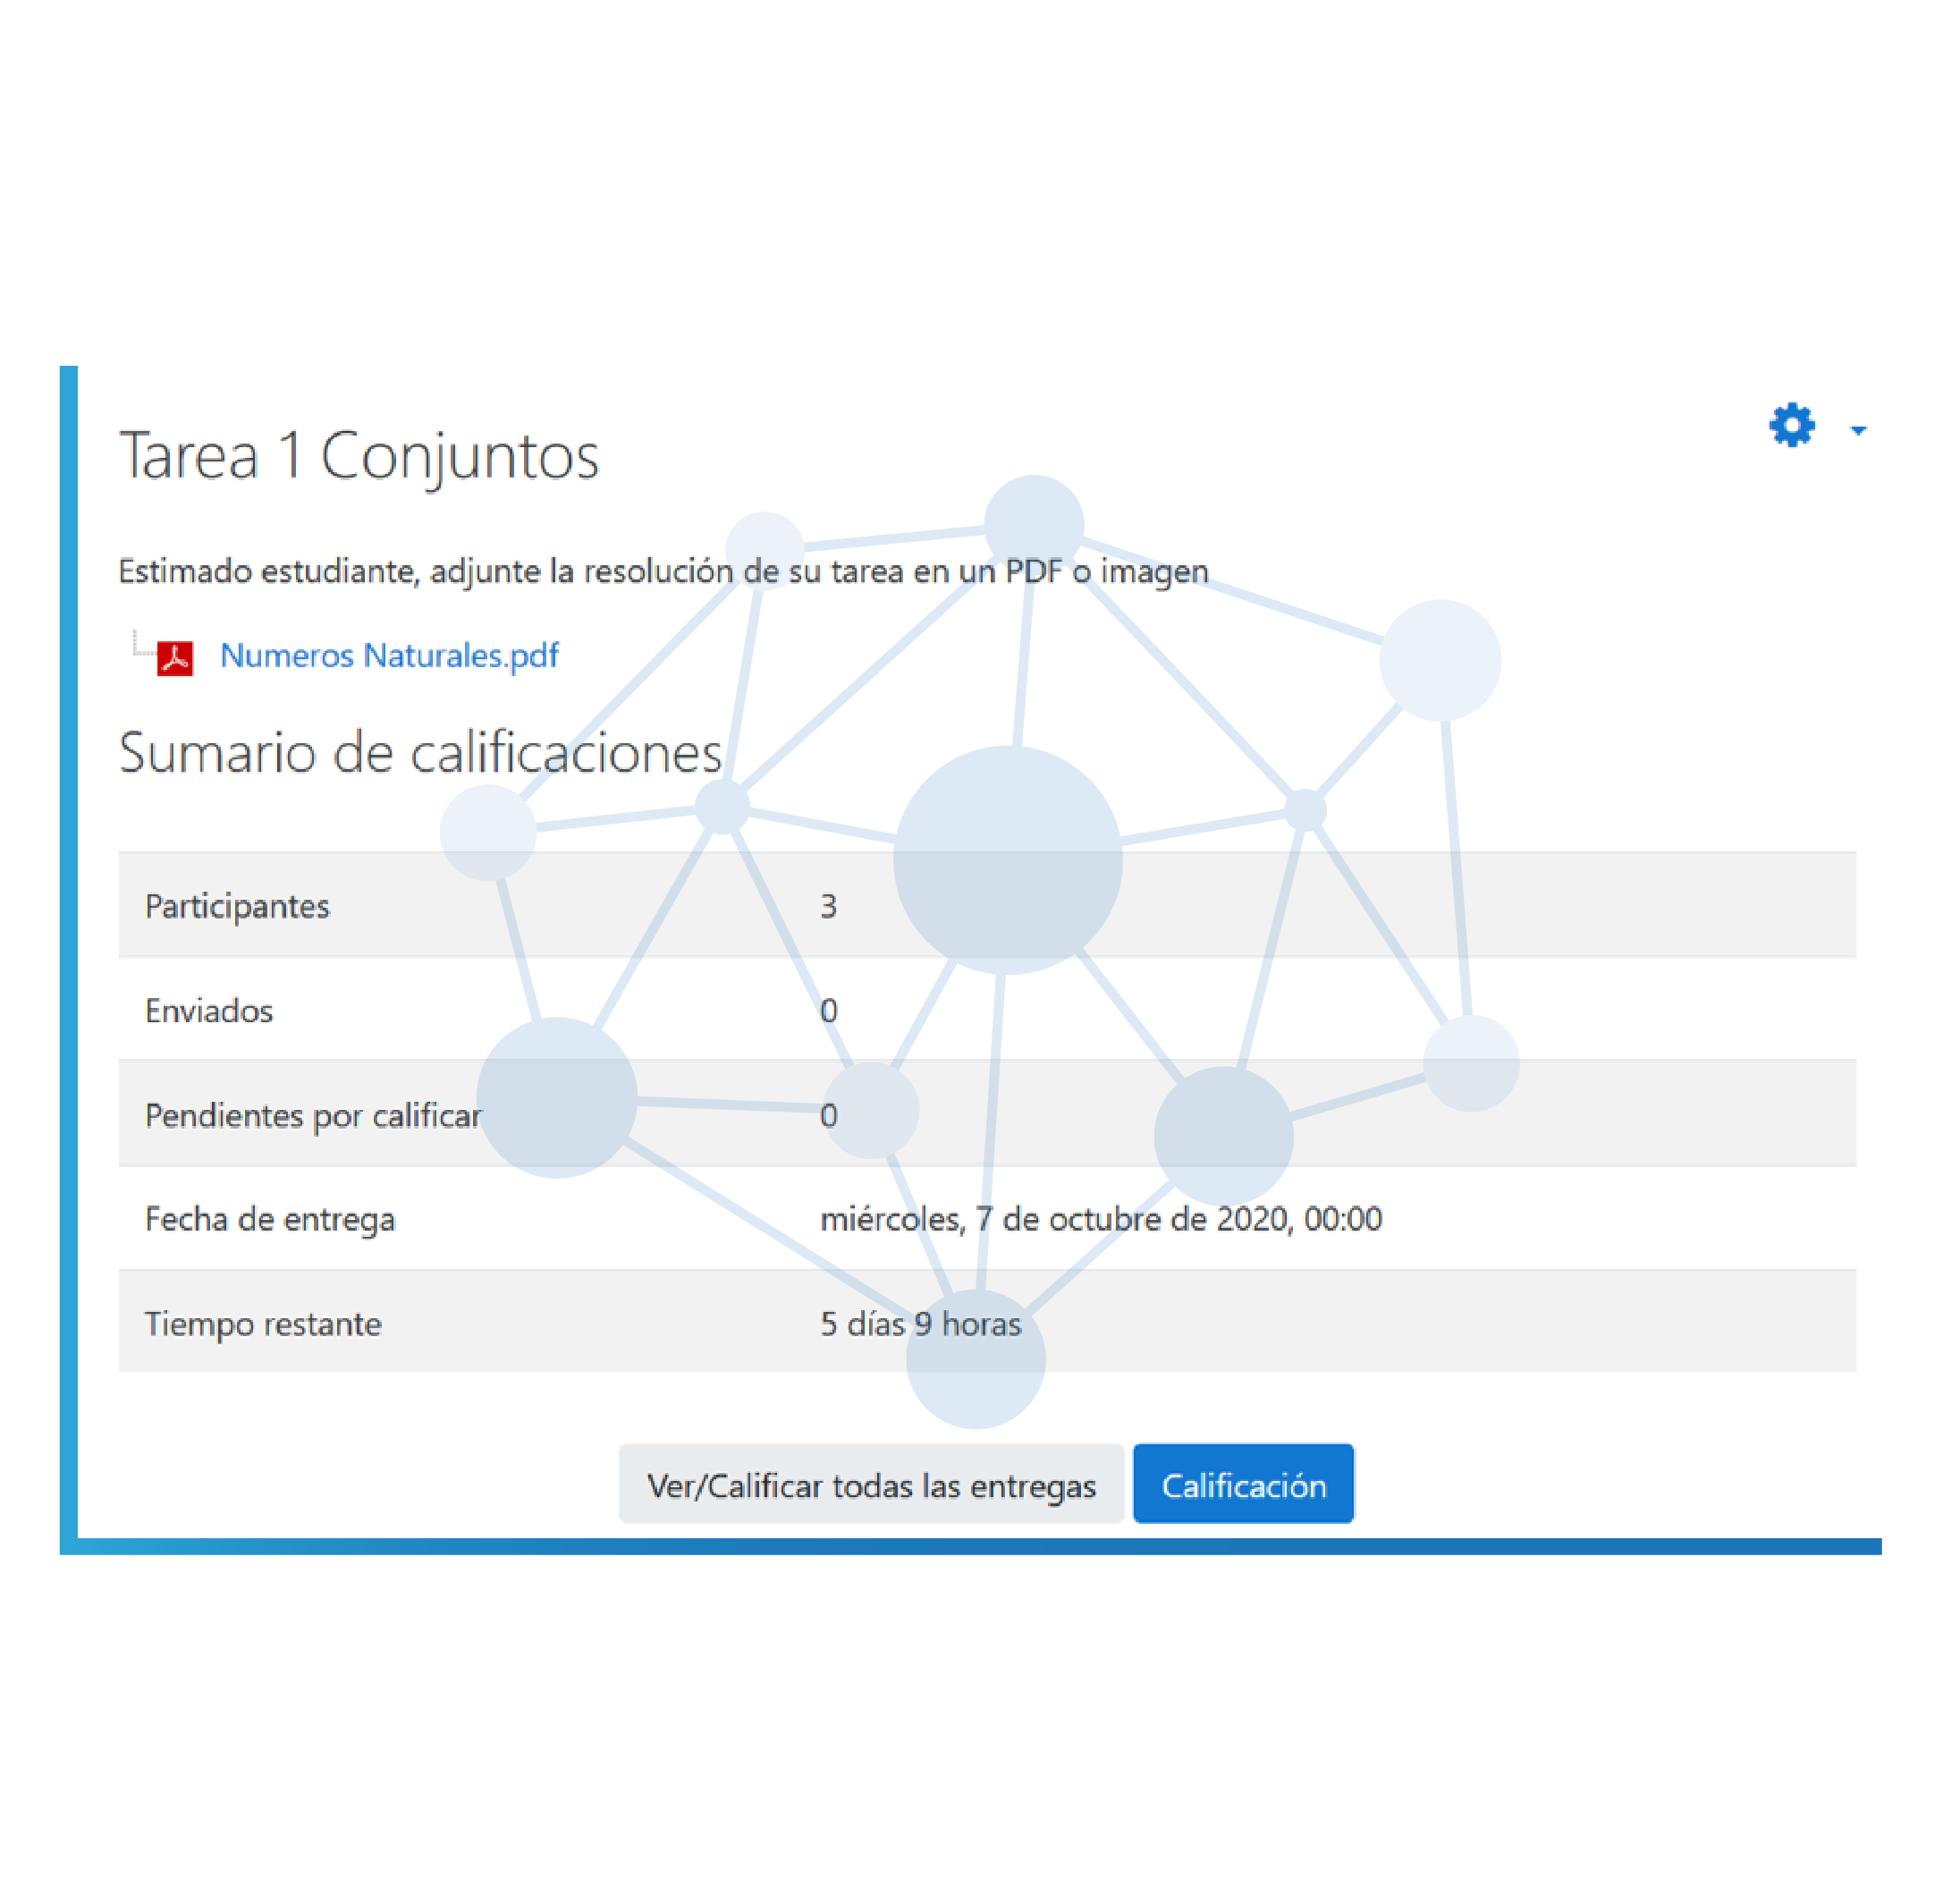 Tarea 1 Conjuntos
Estimado estudiante, adjunte la resolución de su tarea en un PDF o imagen
Numeros Naturales.pdf
Sumario de calificaciones
Participantes 3
Enviados 0
Pendientes por calificar 0
Fecha de entrega miércoles, 7 de octubre de 2020, 00:00
Tiempo restante 5 días 9 horas
Ver/Calificar todas las entregas Calificación